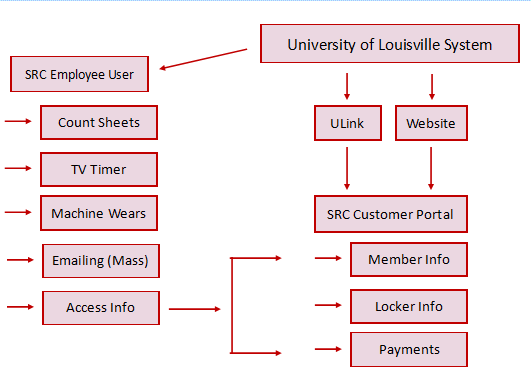 University of Louisville System
SRC Employee User
Count Sheets
TV Timer
Machine Wears
Emailing (Mass)
Access Info
ULink
Website
SRC Customer Portal
Member Info
Locker Info
Payments